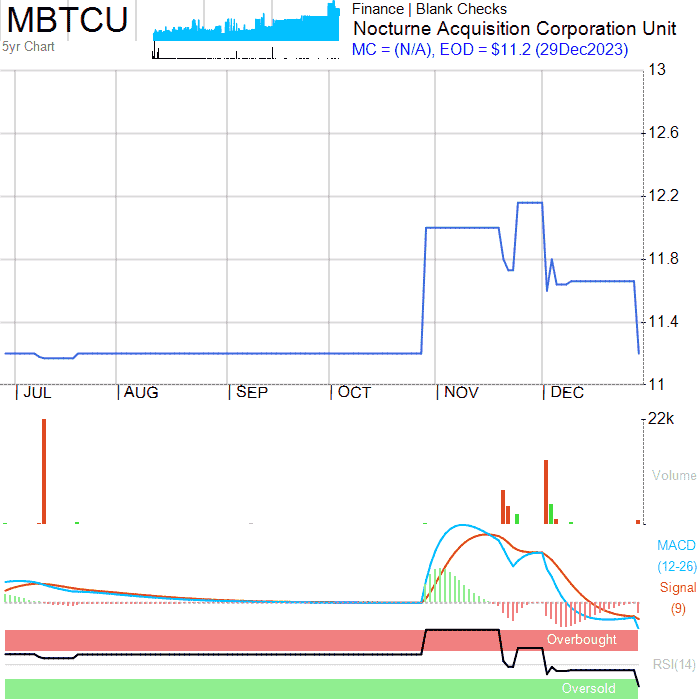 MBTCU
5yr Chart
Finance | Blank Checks
Nocturne Acquisition Corporation Unit
MC = (N/A), EOD = $11.2 (29Dec2023)
13
12.6
12.2
11.8
11.4
11
JUL AUG SEP OCT NOV DEC
22k
Volume
MACD
(12-26)
Signal
(9)
Overbought
RSI(14)
Oversold